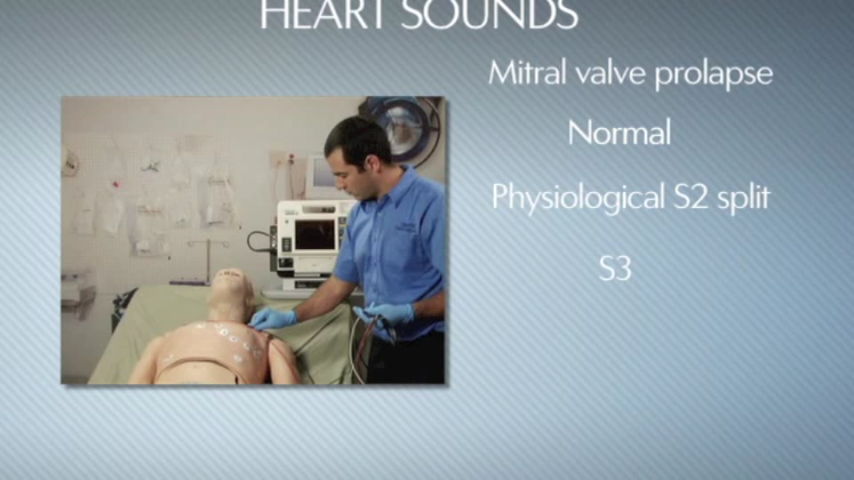 HEART SOUNDS
Mitral valve prolapse
Normal
Physiological S2 split
S3